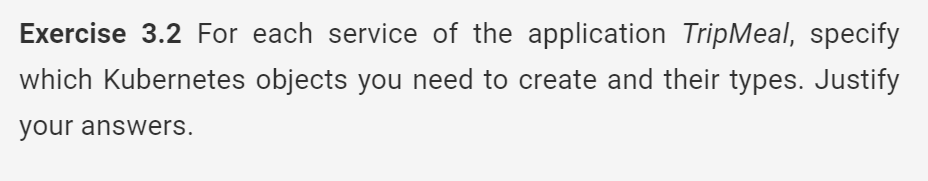 Exercise 3.2 For each service of the application TripMeal, specify
which Kubernetes objects you need to create and their types. Justify
your answers.